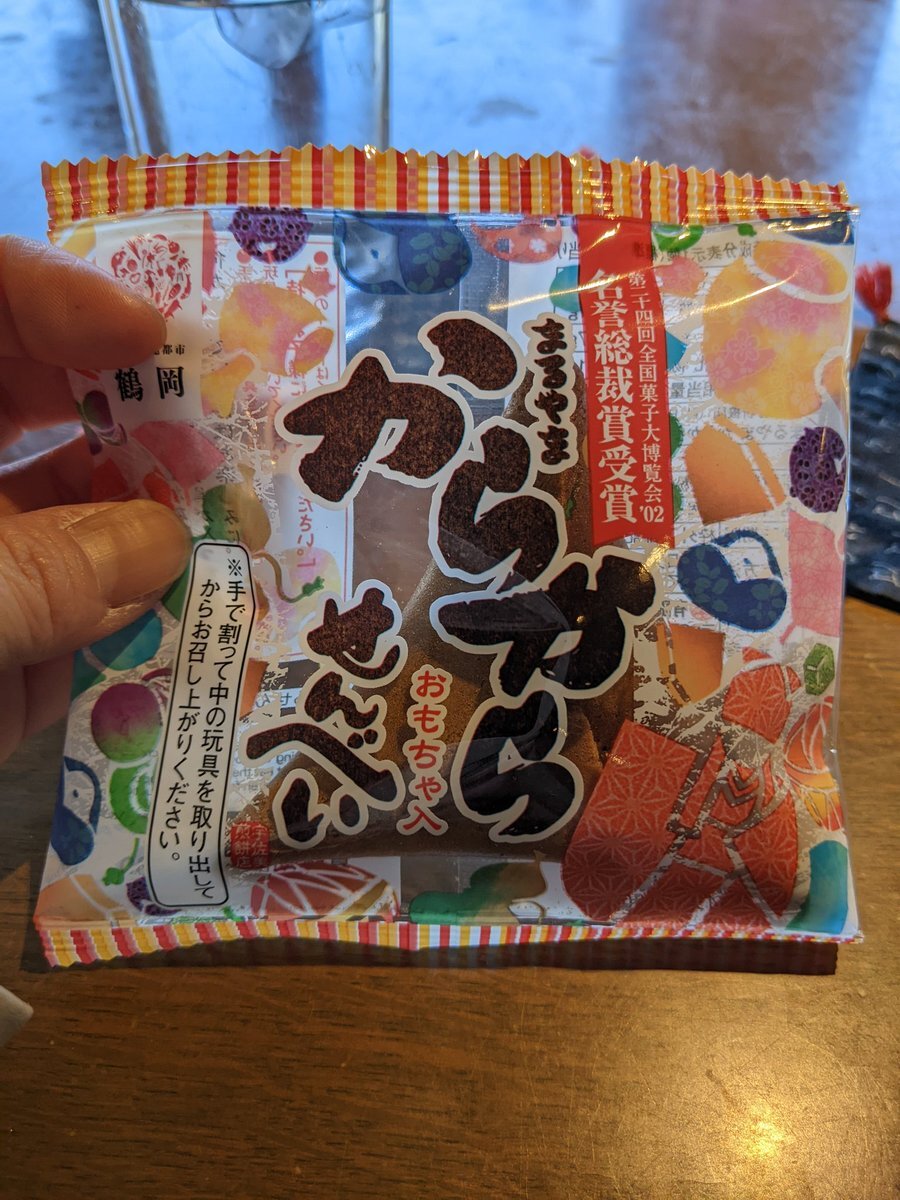 第二十四回全国菓子大博覧会'02
名誉総裁賞受賞
まるやま
からから
せんべい
おもちゃ入
都市
鶴岡
※手で割って中の玩具を取り出して
からお召し上がりください。